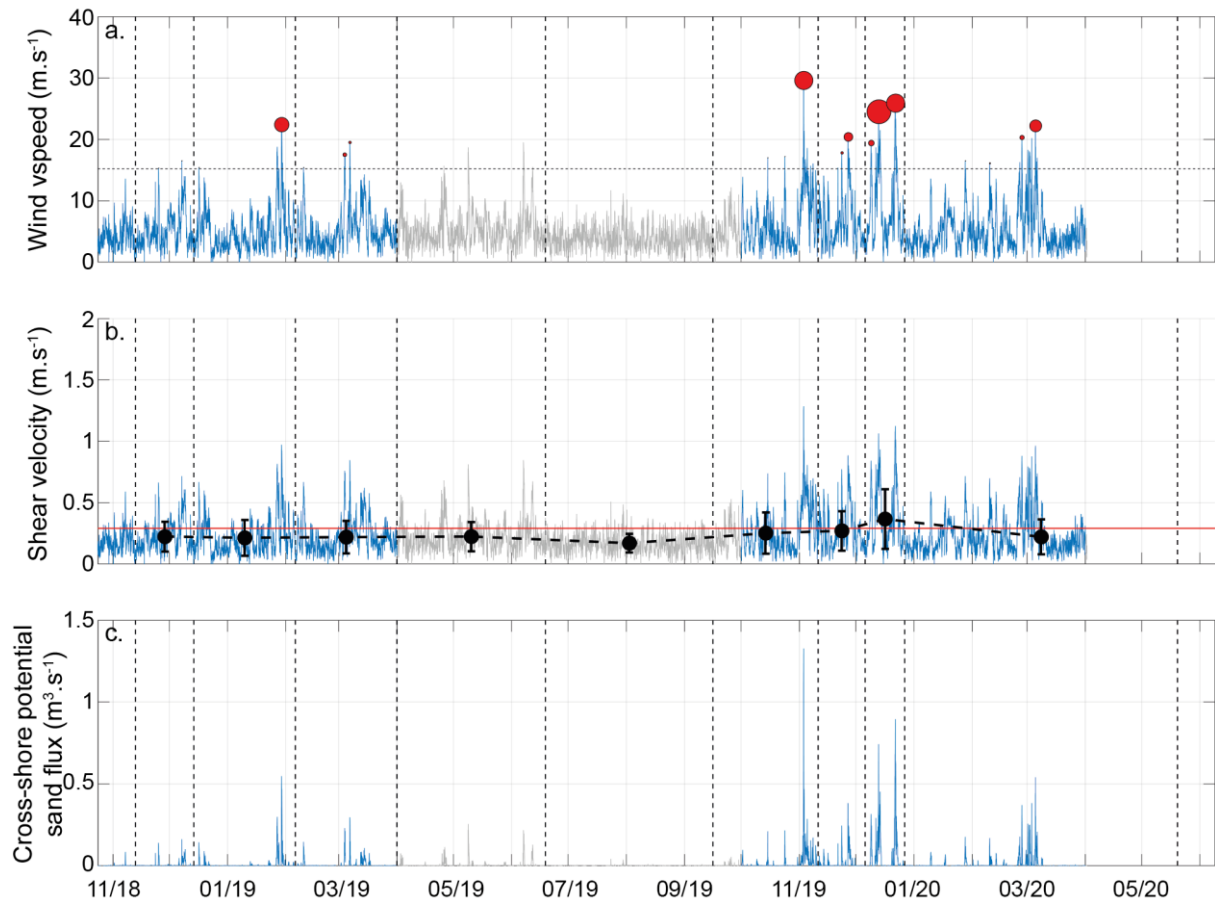 a.
Wind vspeed (m.s-1)
40
30
20
10
0
b.
Shear velocity (m.s-1)
2
1.5
1
0.5
0
c.
Cross-shore potential
sand flux (m3.s-1)
1.5
1
0.5
0
11/18 01/19 03/19 05/19 07/19 09/19 11/19 01/20 03/20 05/20